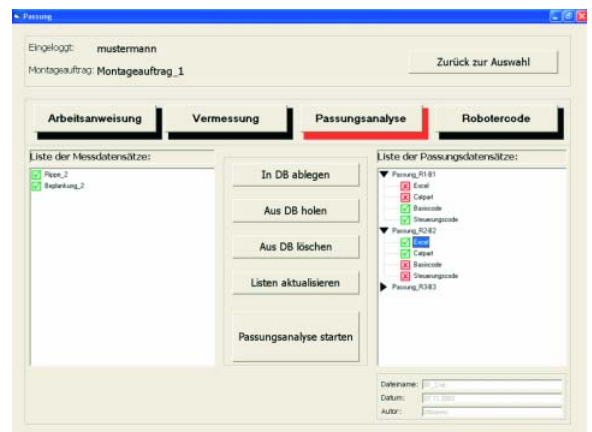 Passung
Eingeloggt: mustermann
Montageauftrag: Montageauftrag_1
Zurück zur Auswahl
Arbeitsanweisung
Vermessung
Passungsanalyse
Robotercode
Liste der Messdatensätze:
Rippe_2
Beplankung_2
In DB ablegen
Aus DB holen
Aus DB löschen
Listen aktualisieren
Passungsanalyse starten
Liste der Passungsdatensätze:
Passung_R1-B1
Excel
Catpart
Basiscode
Steuerungscode
Passung_R2-B2
Excel
Catpart
Basiscode
Steuerungscode
Passung_R3-B3
Dateiname:
Datum:
Autor: